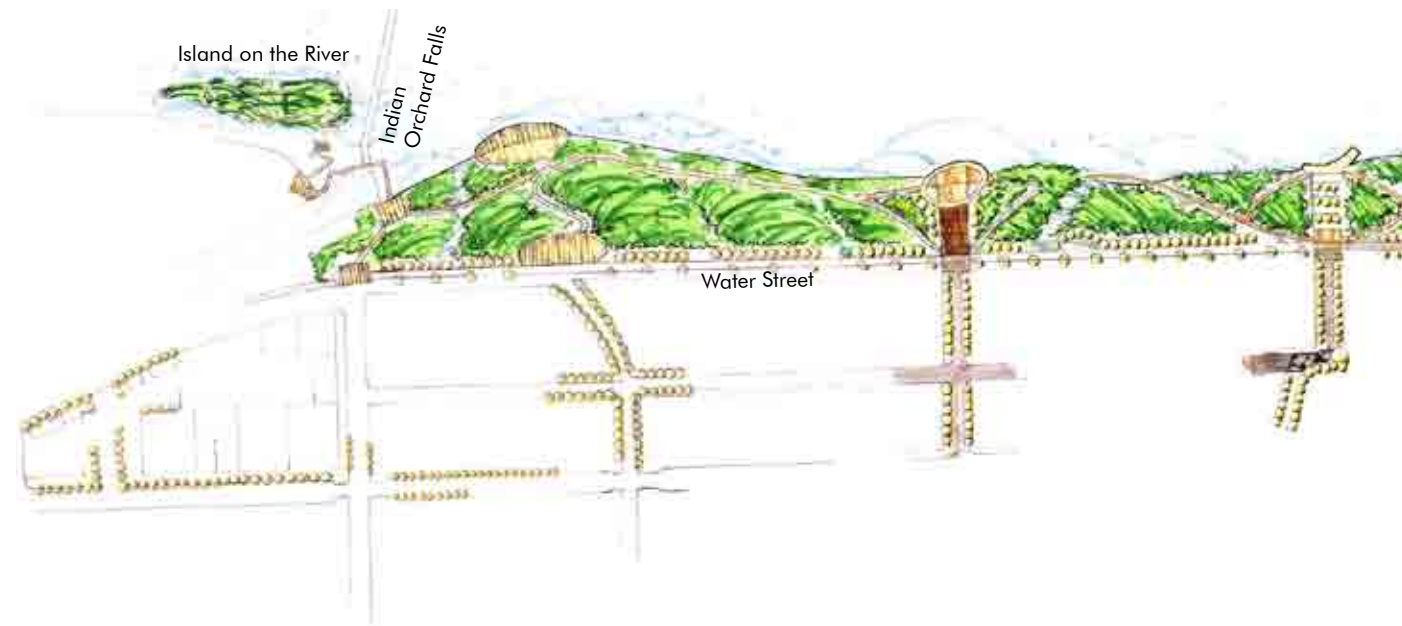 Island on the River
Indian
Orchard Falls
Water Street